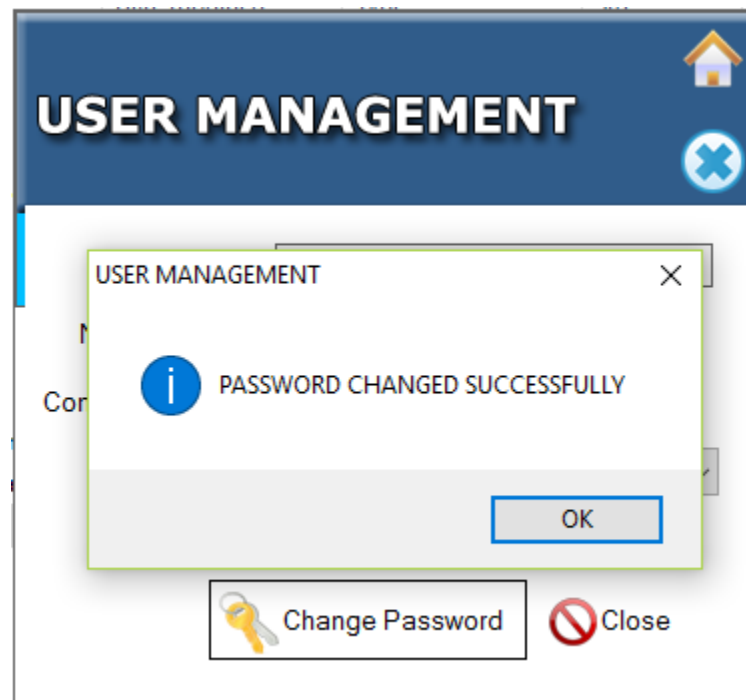 USER MANAGEMENT
USER MANAGEMENT
PASSWORD CHANGED SUCCESSFULLY
OK
Change Password
Close